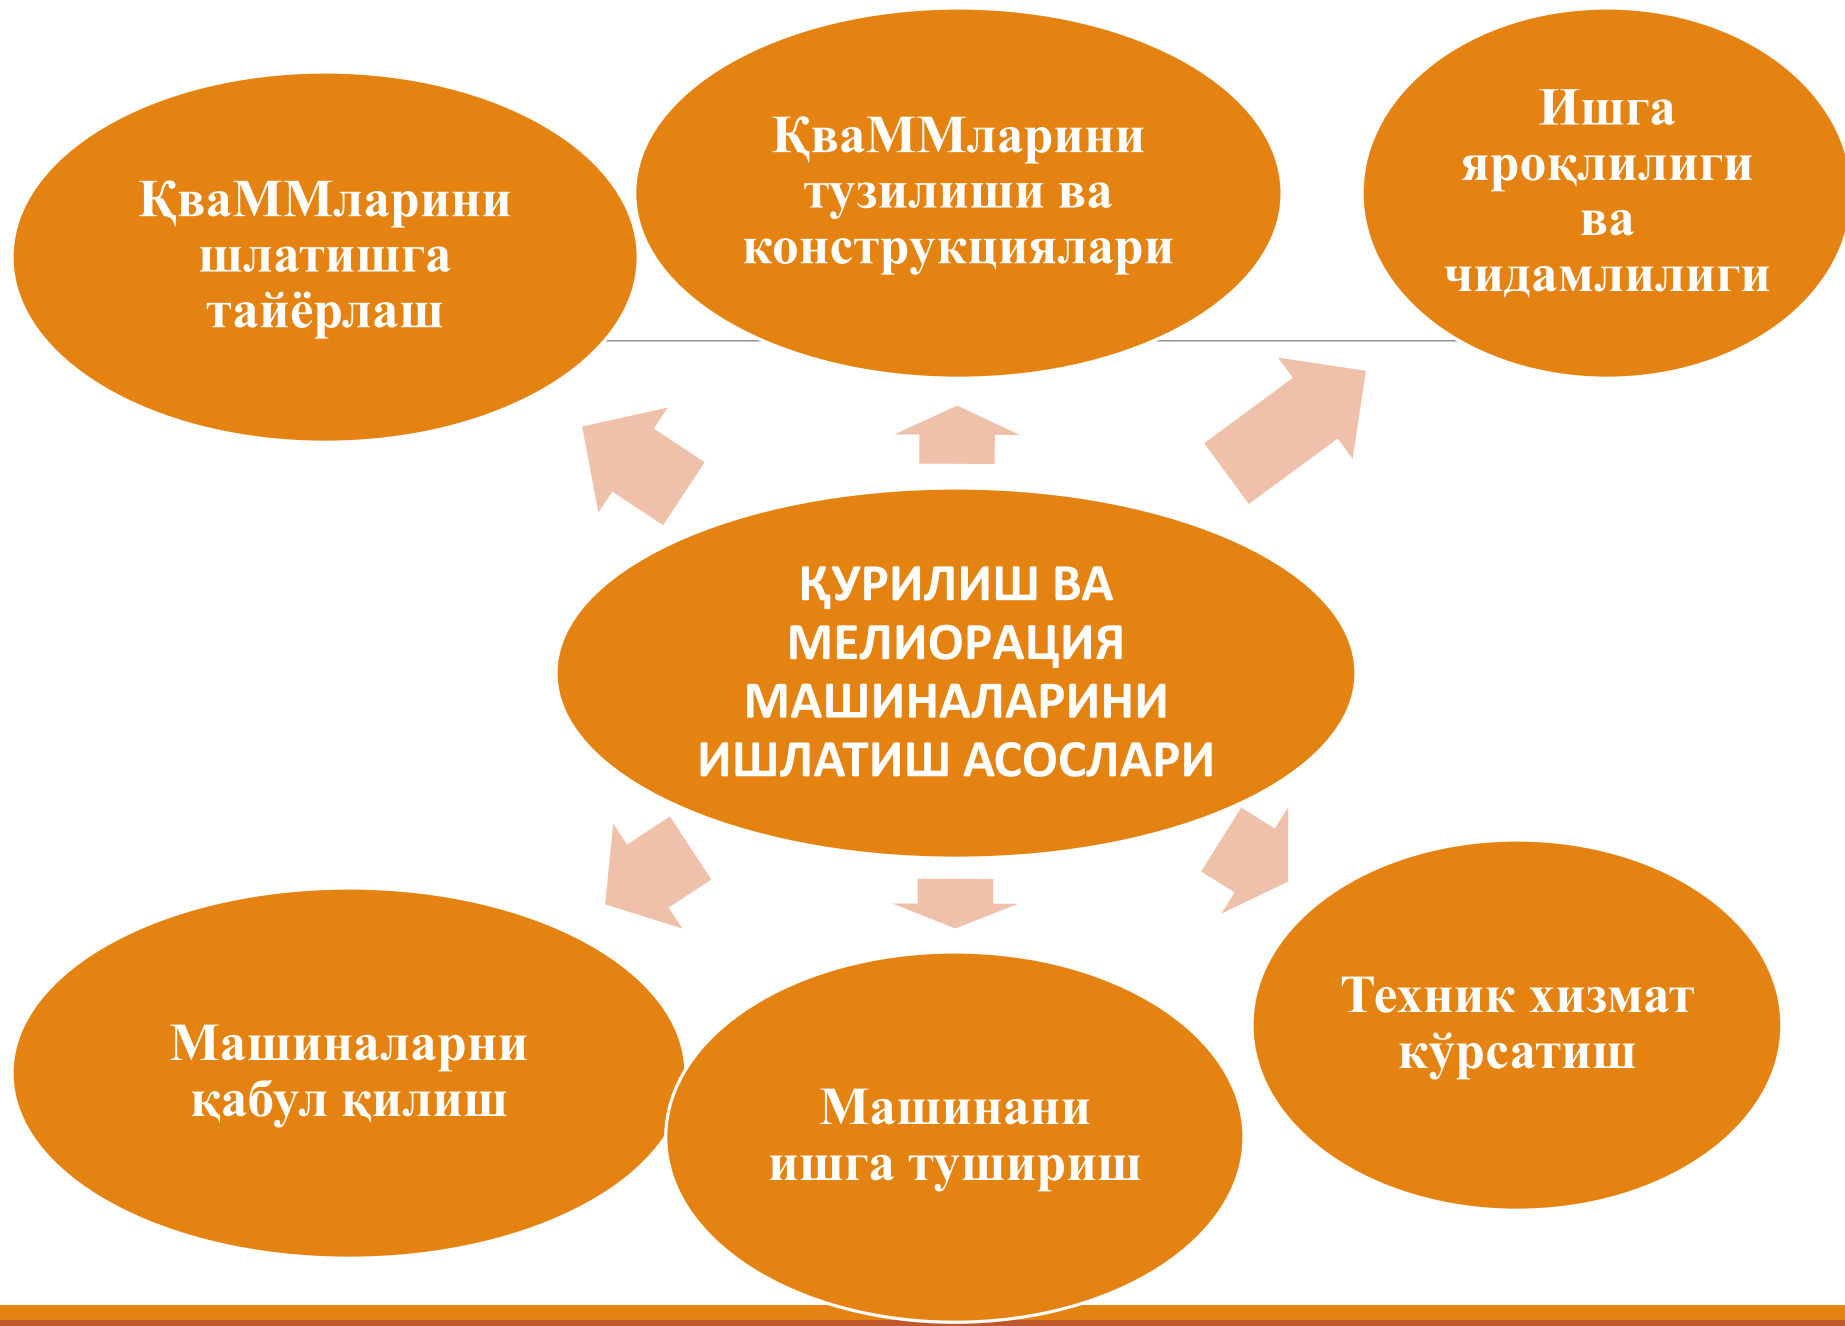 ҚваММларини
шлатишга
тайёрлаш
ҚваММларини
тузилиши ва
конструкциялари
Ишга
яроқлилиги
ва
чидамлилиги
ҚУРИЛИШ ВА
МЕЛИОРАЦИЯ
МАШИНАЛАРИНИ
ИШЛАТИШ АСОСЛАРИ
Машиналарни
қабул қилиш
Машинани
ишга тушириш
Техник хизмат
кўрсатиш